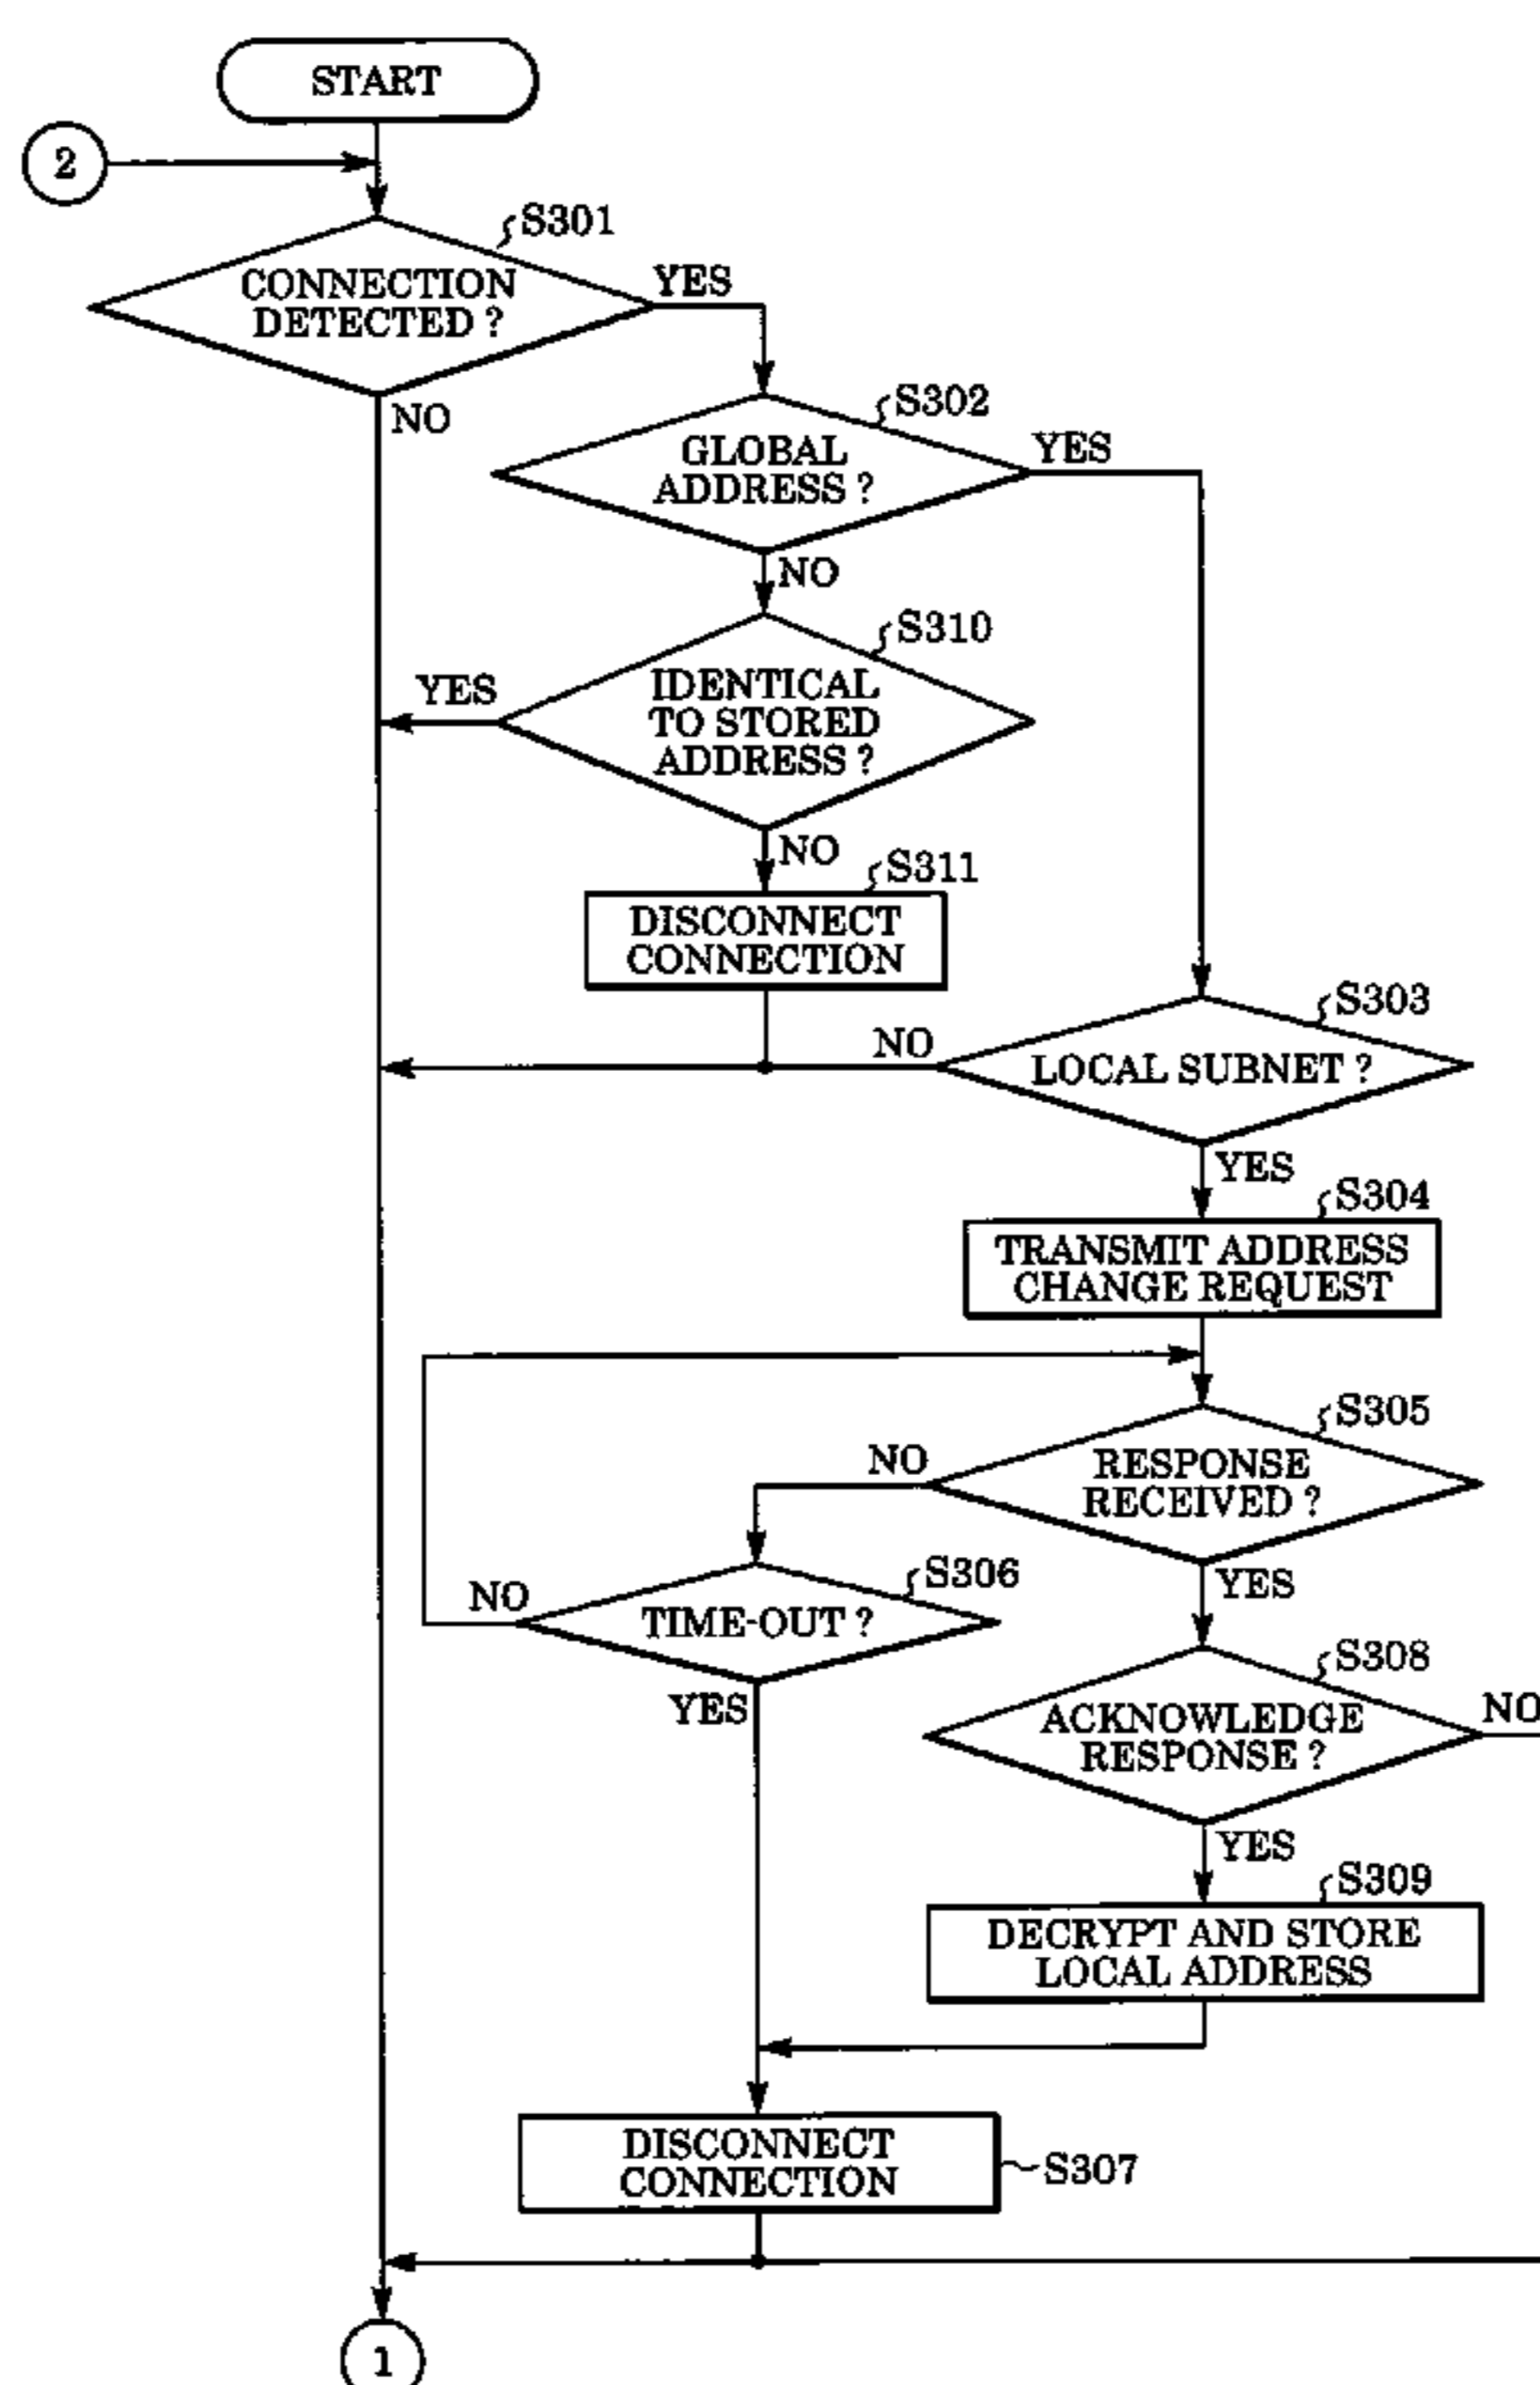 START
2
S301
CONNECTION
DETECTED ?
YES
NO
S302
GLOBAL
ADDRESS ?
YES
NO
S310
IDENTICAL
TO STORED
ADDRESS ?
YES
NO
S311
DISCONNECT
CONNECTION
S303
LOCAL SUBNET ?
NO
YES
S304
TRANSMIT ADDRESS
CHANGE REQUEST
S305
RESPONSE
RECEIVED ?
NO
YES
S306
TIME-OUT ?
NO
YES
S308
ACKNOWLEDGE
RESPONSE ?
NO
YES
S309
DECRYPT AND STORE
LOCAL ADDRESS
DISCONNECT
CONNECTION
S307
1